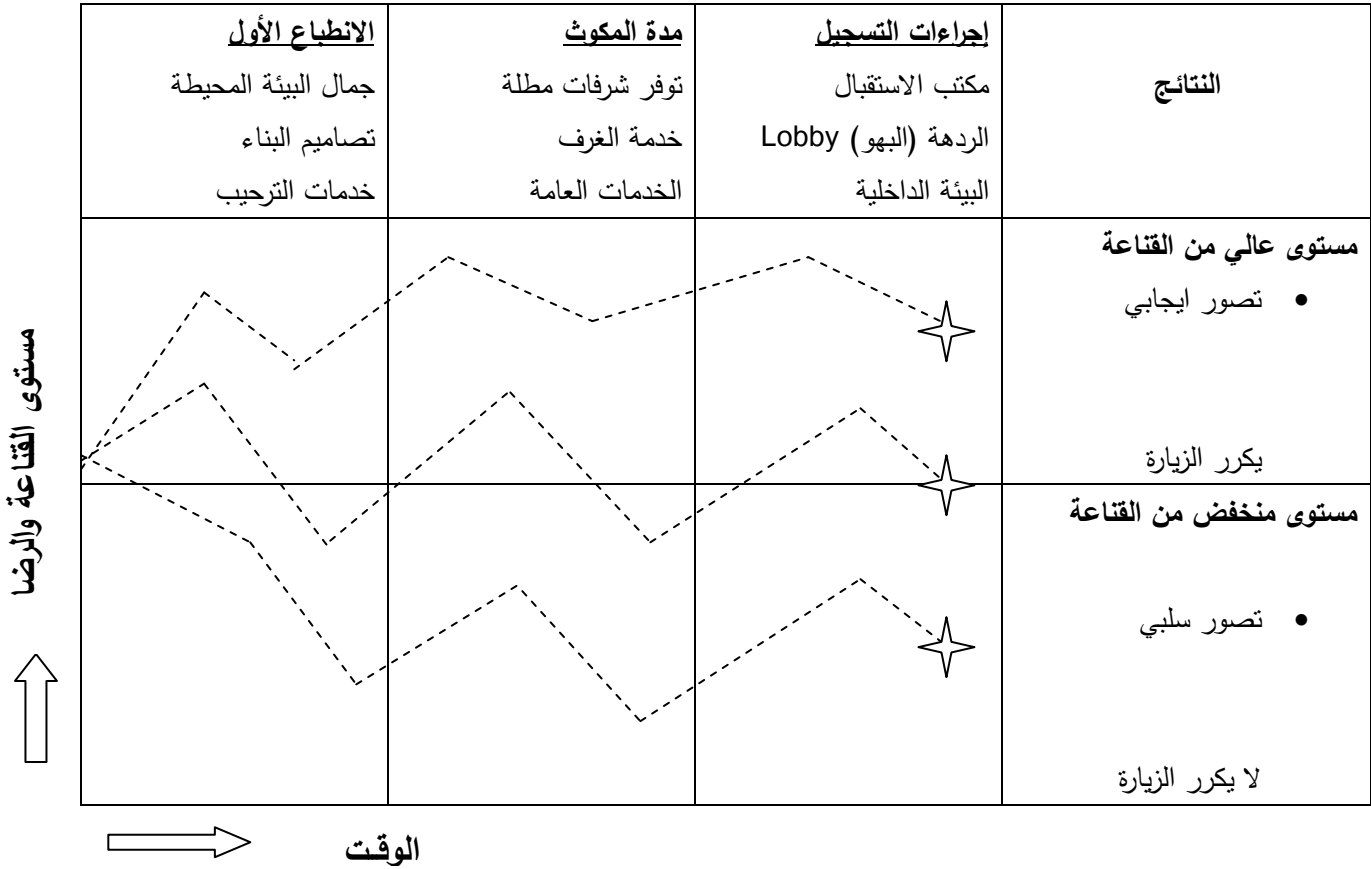 الانطباع الأول
جمال البيئة المحيطة
تصاميم البناء
خدمات الترحيب
مدة المكوث
توفر شرفات مطلة
خدمة الغرف
الخدمات العامة
إجراءات التسجيل
مكتب الاستقبال
الردهة (البهو) Lobby
البيئة الداخلية
النتائج
مستوى عالي من القناعة
• تصور ايجابي
يكرر الزيارة
مستوى منخفض من القناعة
• تصور سلبي
لا يكرر الزيارة
مستوى القناعة والرضا
الوقت